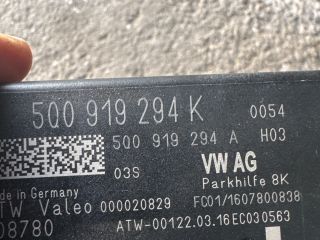 5Q0 919 294 K 0054
5Q0 919 294 A H03
03S VW AG
Parkhilfe 8K
Made in Germany
TW Valeo 000020829 FC01/1607800838
08780 ATW-00122.03.16EC030563